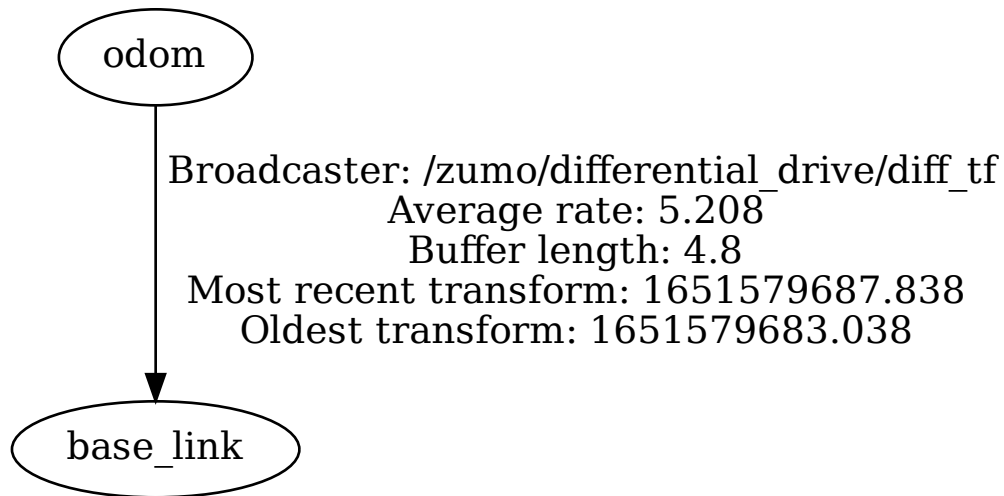 odom
Broadcaster: /zumo/differential_drive/diff_tf
Average rate: 5.208
Buffer length: 4.8
Most recent transform: 1651579687.838
Oldest transform: 1651579683.038
base_link